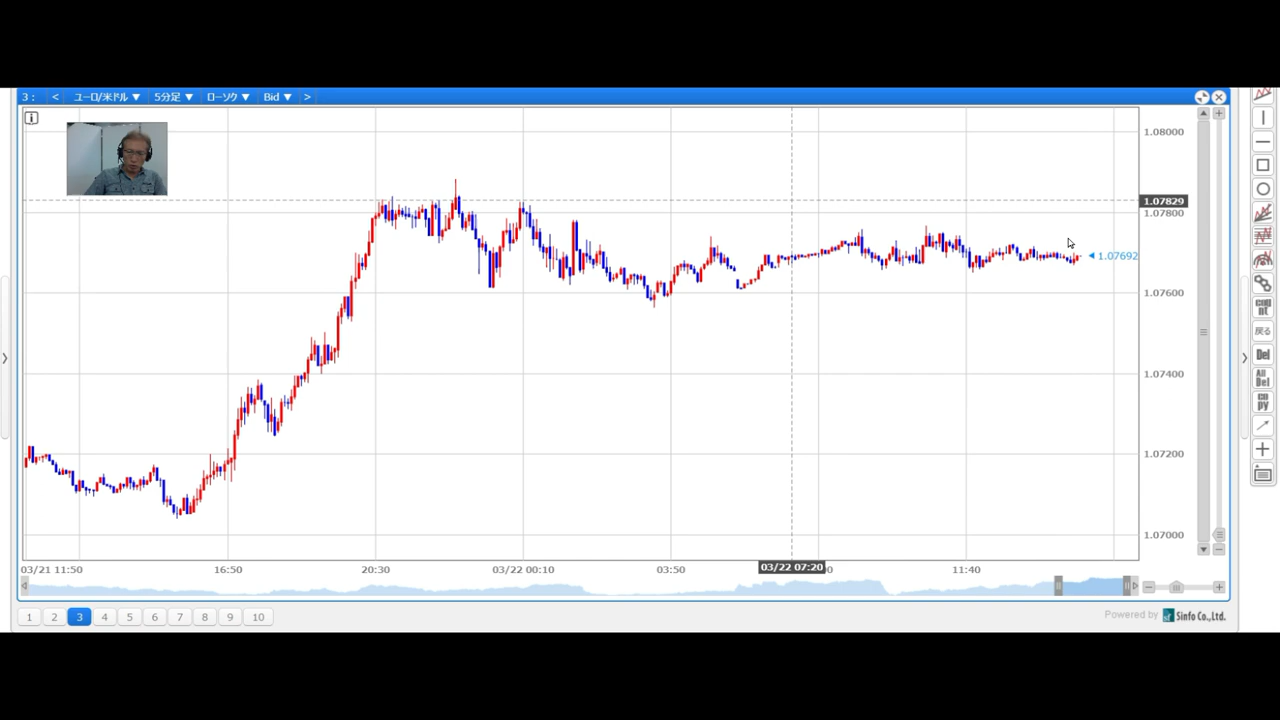 3 : < ユーロ/米ドル ▼ 5分足 ▼ ローソク ▼ Bid ▼ >
i
1.08000
1.07829
1.07800
1.07692
1.07600
1.07400
1.07200
1.07000
03/21 11:50 16:50 20:30 03/22 00:10 03:50 03/22 07:20 11:40
1 2 3 4 5 6 7 8 9 10
Powered by Sinfo Co.,Ltd.
戻る
Del
All Del
copy